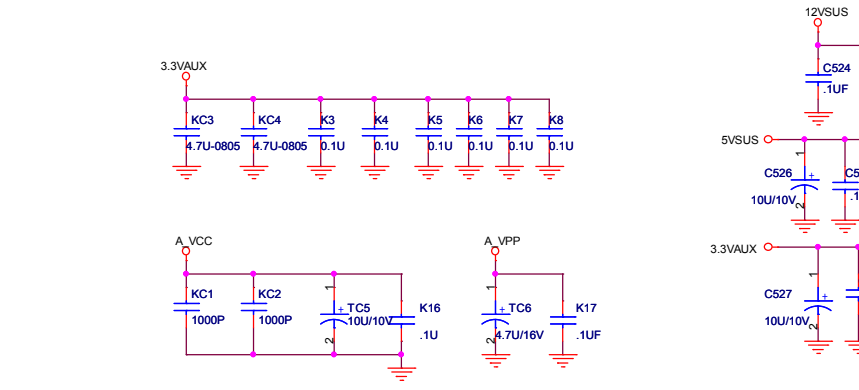 12VSUS
C524
.1UF
3.3VAUX
KC3
4.7U-0805
KC4
4.7U-0805
K3
0.1U
K4
0.1U
K5
0.1U
K6
0.1U
K7
0.1U
K8
0.1U
5VSUS
1
+
C526
10U/10V
2
C5
.1
A_VCC
KC1
1000P
KC2
1000P
1
+
TC5
10U/10V
2
K16
.1U
A_VPP
1
+
TC6
4.7U/16V
2
K17
.1UF
3.3VAUX
1
+
C527
10U/10V
2